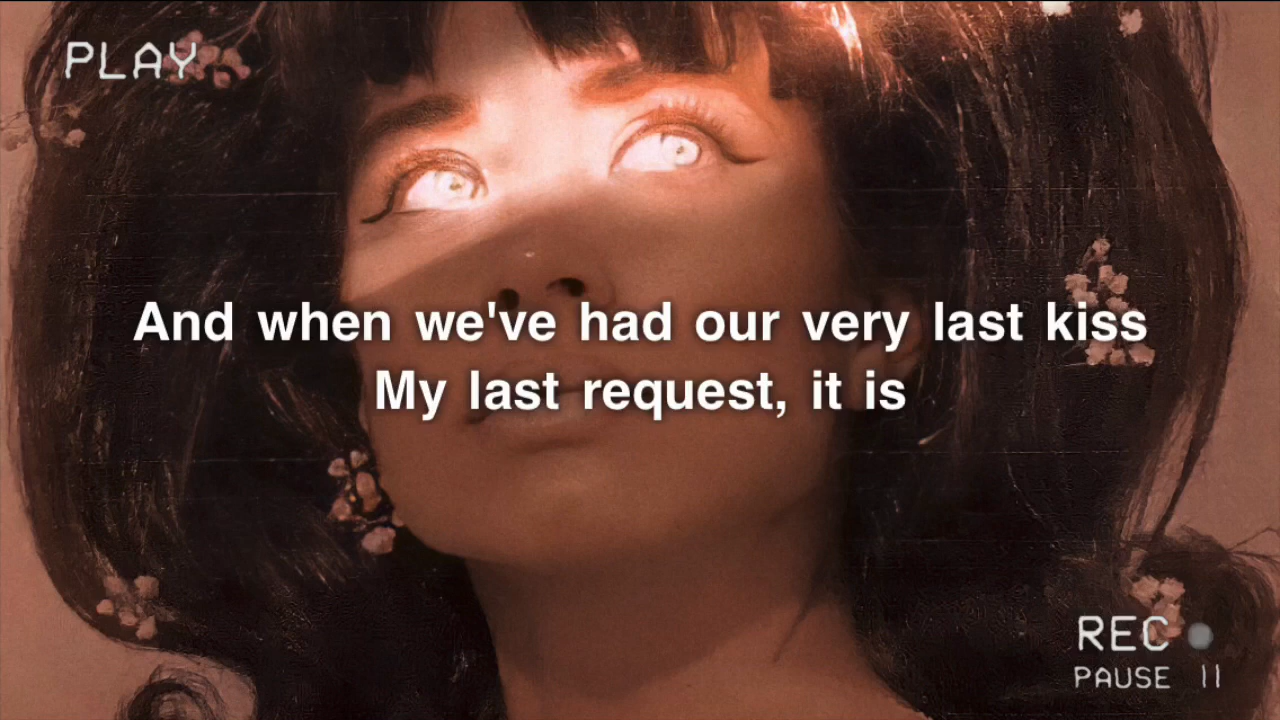 PLAY
And when we've had our very last kiss
My last request, it is
REC
PAUSE II